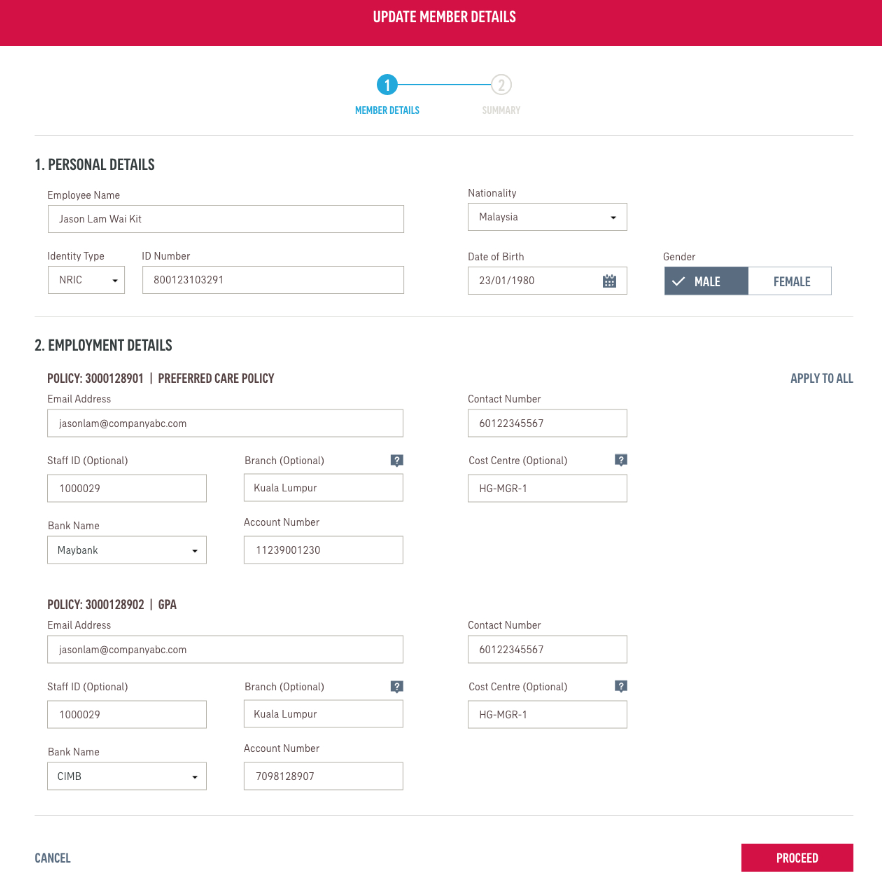 UPDATE MEMBER DETAILS
1 2
MEMBER DETAILS SUMMARY
1. PERSONAL DETAILS
Employee Name Nationality
Jason Lam Wai Kit Malaysia
Identity Type ID Number Date of Birth Gender
NRIC 800123103291 23/01/1980 MALE FEMALE
2. EMPLOYMENT DETAILS
POLICY: 3000128901 | PREFERRED CARE POLICY APPLY TO ALL
Email Address Contact Number
jasonlam@companyabc.com 60122345567
Staff ID (Optional) Branch (Optional) ? Cost Centre (Optional) ?
1000029 Kuala Lumpur HG-MGR-1
Bank Name Account Number
Maybank 11239001230
POLICY: 3000128902 | GPA
Email Address Contact Number
jasonlam@companyabc.com 60122345567
Staff ID (Optional) Branch (Optional) ? Cost Centre (Optional) ?
1000029 Kuala Lumpur HG-MGR-1
Bank Name Account Number
CIMB 7098128907
CANCEL PROCEED